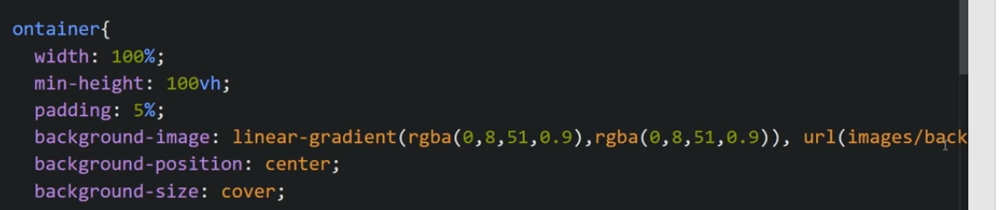 ontainer{
width: 100%;
min-height: 100vh;
padding: 5%;
background-image: linear-gradient(rgba(0,8,51,0.9),rgba(0,8,51,0.9)), url(images/back
background-position: center;
background-size: cover;